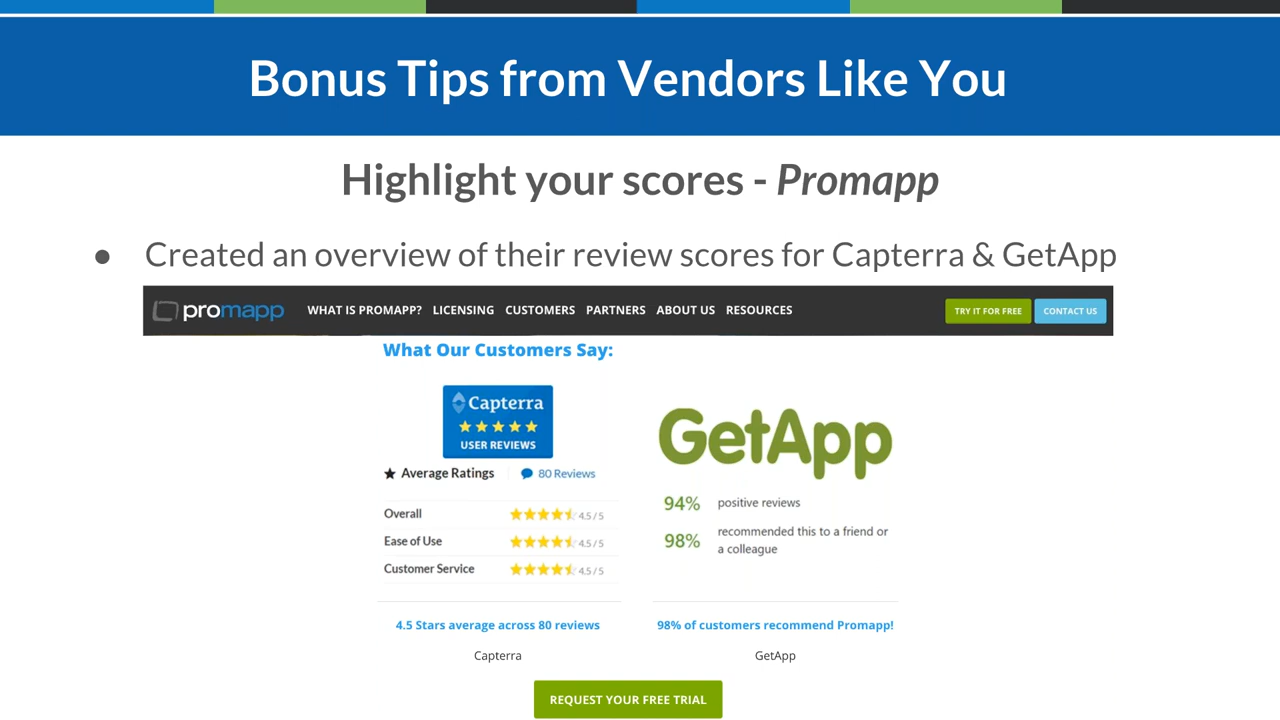 Bonus Tips from Vendors Like You
Highlight your scores - Promapp
● Created an overview of their review scores for Capterra & GetApp
promapp WHAT IS PROMAPP? LICENSING CUSTOMERS PARTNERS ABOUT US RESOURCES TRY IT FOR FREE CONTACT US
What Our Customers Say:
Capterra
USER REVIEWS
Average Ratings 80 Reviews
Overall 4.5 / 5
Ease of Use 4.5 / 5
Customer Service 4.5 / 5
4.5 Stars average across 80 reviews
Capterra
GetApp
94% positive reviews
98% recommended this to a friend or
a colleague
98% of customers recommend Promapp!
GetApp
REQUEST YOUR FREE TRIAL